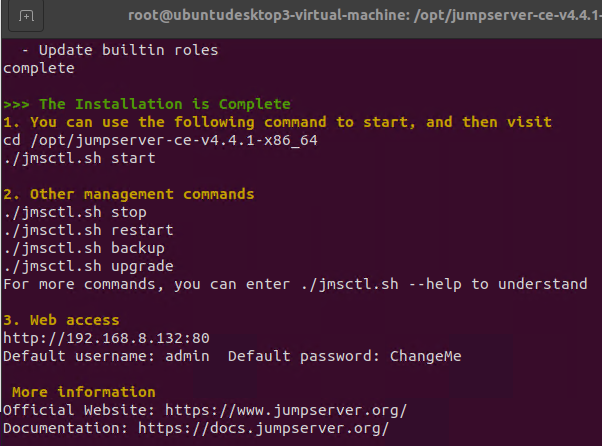 root@ubuntudesktop3-virtual-machine: /opt/jumpserver-ce-v4.4.1-
- Update builtin roles
complete
>>> The Installation is Complete
1. You can use the following command to start, and then visit
cd /opt/jumpserver-ce-v4.4.1-x86_64
./jmsctl.sh start
2. Other management commands
./jmsctl.sh stop
./jmsctl.sh restart
./jmsctl.sh backup
./jmsctl.sh upgrade
For more commands, you can enter ./jmsctl.sh --help to understand
3. Web access
http://192.168.8.132:80
Default username: admin  Default password: ChangeMe
More information
Official Website: https://www.jumpserver.org/
Documentation: https://docs.jumpserver.org/